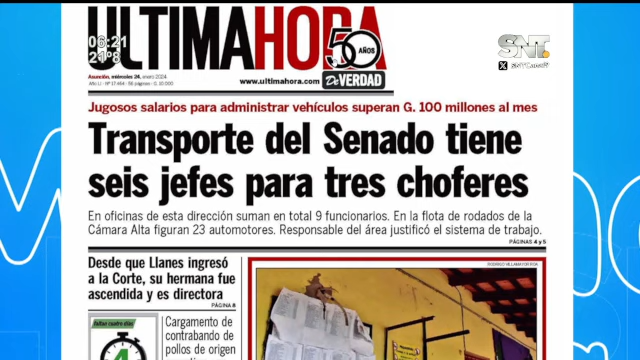 06:21
21°8
ULTIMAHORA
50 AÑOS
De VERDAD
SNT
Asunción, miércoles 24, enero 2024
www.ultimahora.com
Jugosos salarios para administrar vehículos superan G. 100 millones al mes
Transporte del Senado tiene
seis jefes para tres choferes
En oficinas de esta dirección suman en total 9 funcionarios. En la flota de rodados de la
Cámara Alta figuran 23 automotores. Responsable del área justificó el sistema de trabajo.
PÁGINAS 4 y 5
Desde que Llanes ingresó
a la Corte, su hermana fue
ascendida y es directora
PÁGINA 8
Faltan cuatro días
4
Cargamento de
contrabando de
pollos de origen